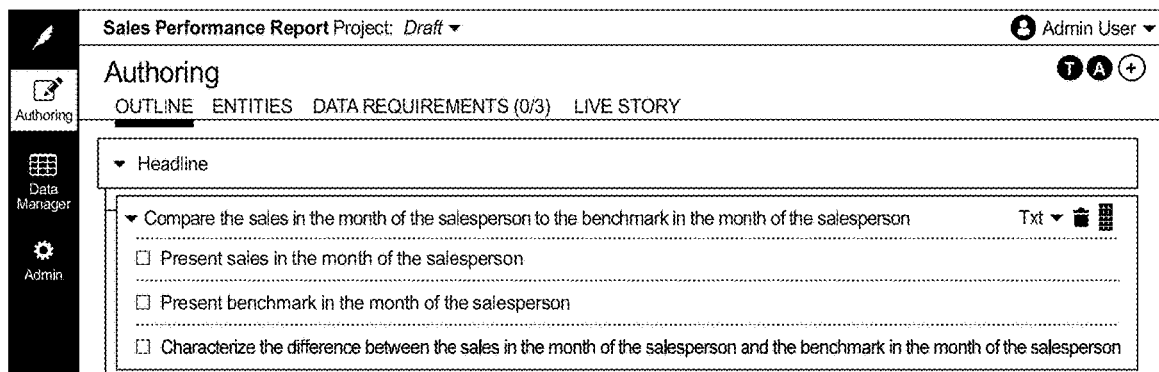 Sales Performance Report Project: Draft
Admin User
Authoring
T A +
OUTLINE ENTITIES DATA REQUIREMENTS (0/3) LIVE STORY
Authoring
Headline
Data
Manager
Compare the sales in the month of the salesperson to the benchmark in the month of the salesperson Txt
Present sales in the month of the salesperson
Admin
Present benchmark in the month of the salesperson
Characterize the difference between the sales in the month of the salesperson and the benchmark in the month of the salesperson